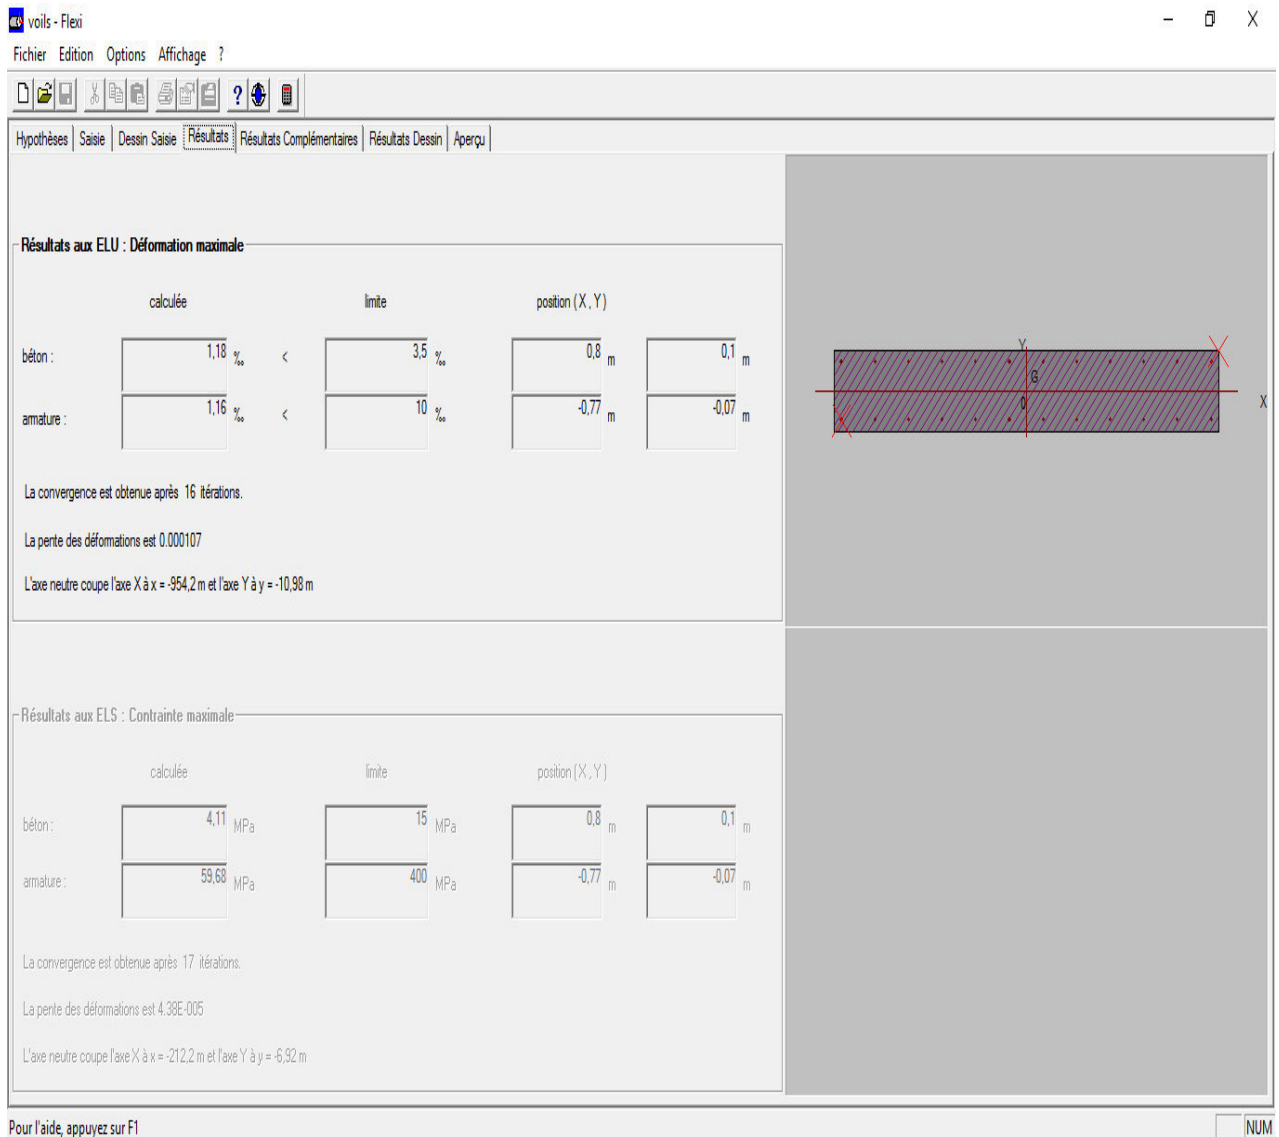 voils - Flexi
Fichier Edition Options Affichage ?
Hypothèses Saisie Dessin Saisie Résultats Résultats Complémentaires Résultats Dessin Aperçu
Résultats aux ELU : Déformation maximale
calculée limite position ( X , Y )
béton : 1,18 ‰ < 3,5 ‰ 0,8 m 0,1 m
armature : 1,16 ‰ < 10 ‰ -0,77 m -0,07 m
La convergence est obtenue après 16 itérations.
La pente des déformations est 0.000107
L'axe neutre coupe l'axe X à x = -954,2 m et l'axe Y à y = -10,98 m
Y
G
0
X
Résultats aux ELS : Contrainte maximale
calculée limite position ( X , Y )
béton : 4,11 MPa 15 MPa 0,8 m 0,1 m
armature : 59,68 MPa 400 MPa -0,77 m -0,07 m
La convergence est obtenue après 17 itérations.
La pente des déformations est 4.38E-005
L'axe neutre coupe l'axe X à x = -212,2 m et l'axe Y à y = -6,92 m
Pour l'aide, appuyez sur F1
NUM